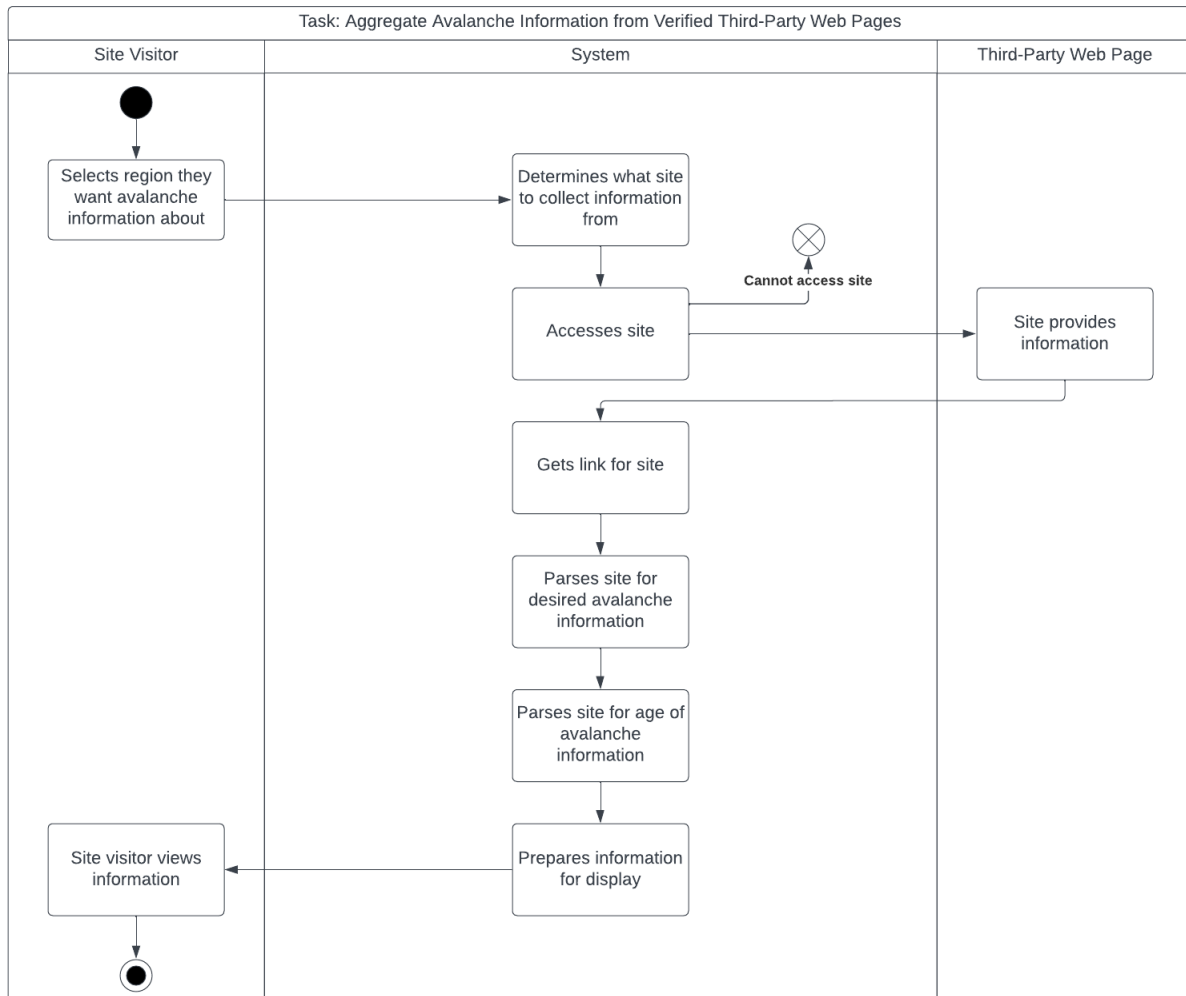 Task: Aggregate Avalanche Information from Verified Third-Party Web Pages
Site Visitor
System
Third-Party Web Page
Selects region they
want avalanche
information about
Determines what site
to collect information
from
Cannot access site
Accesses site
Site provides
information
Gets link for site
Parses site for
desired avalanche
information
Parses site for age of
avalanche
information
Prepares information
for display
Site visitor views
information